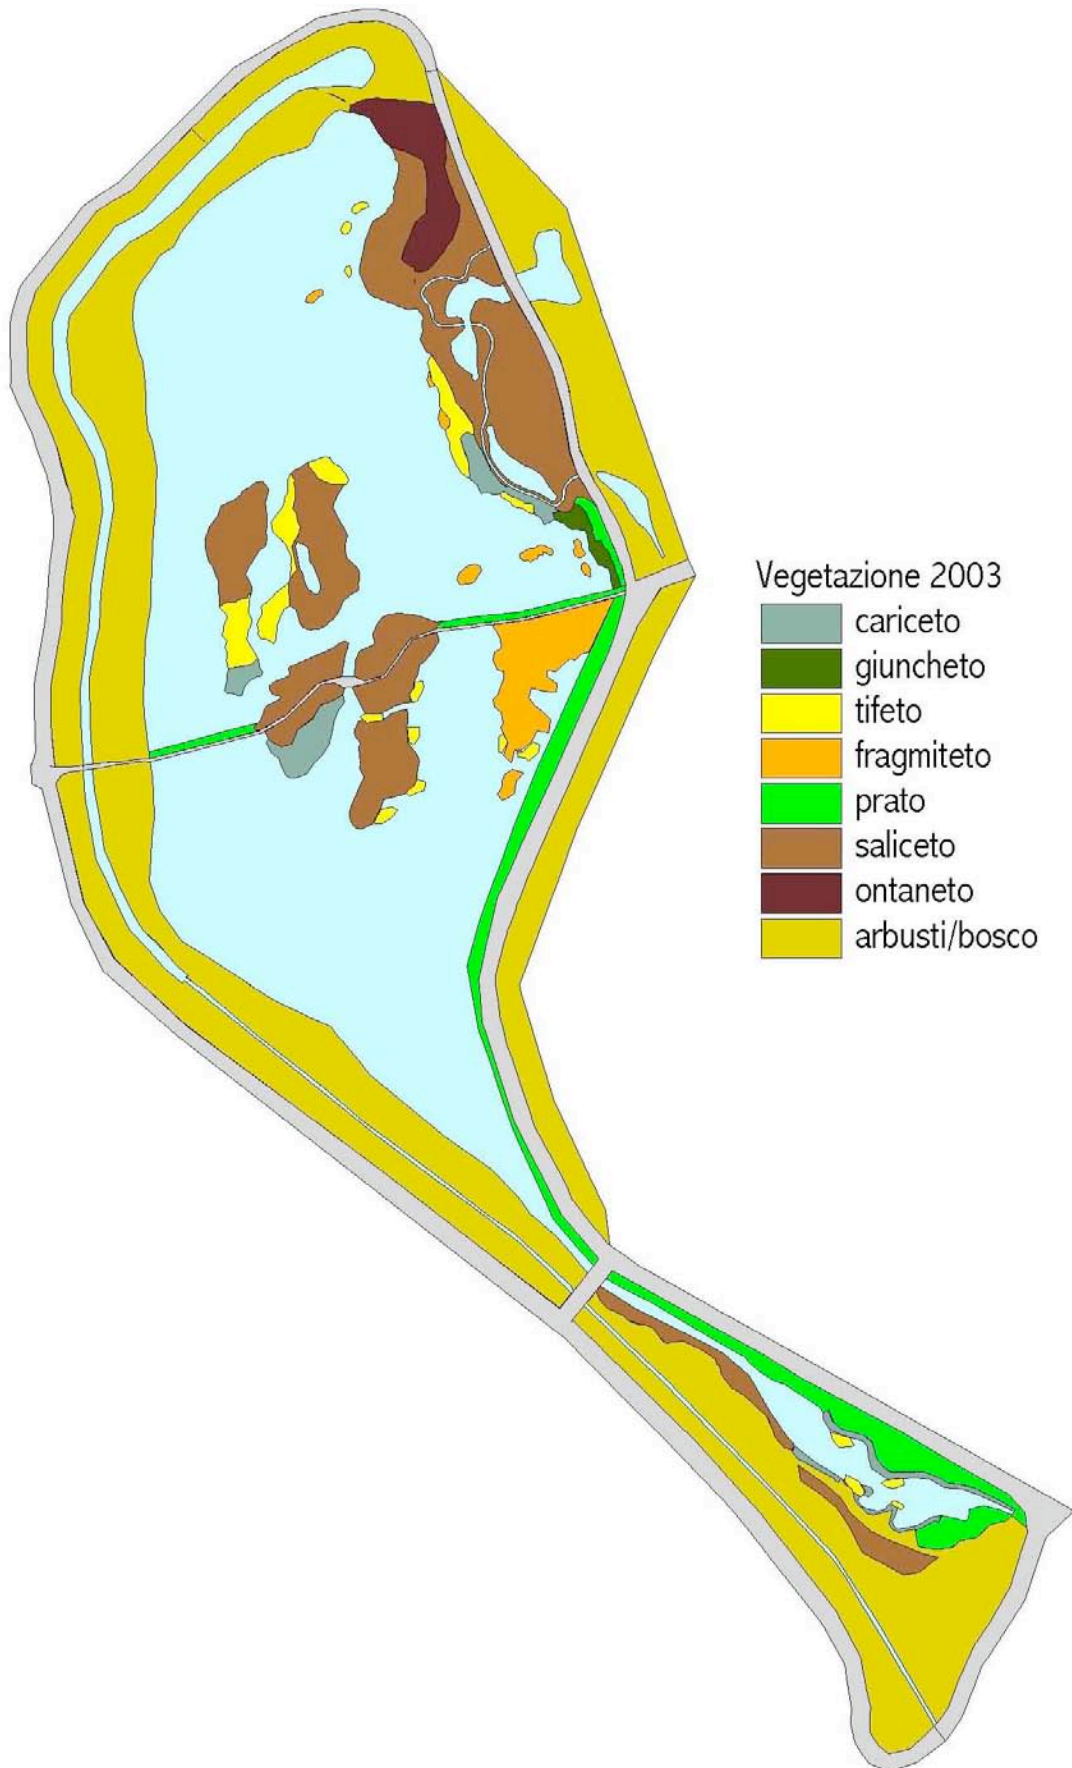 Vegetazione 2003
cariceto
giuncheto
tifeto
fragmiteto
prato
saliceto
ontaneto
arbusti/bosco